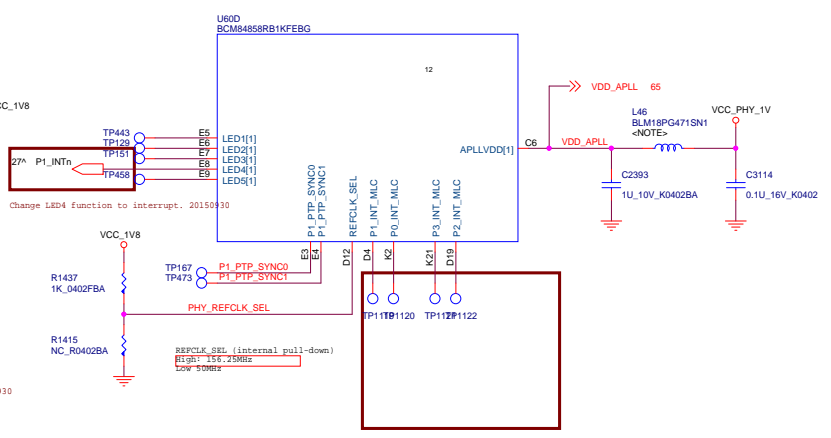 U60D
BCM84858RB1KFEBG
12
VDD_APLL 65
CC_1V8
TP443
TP129
TP151
TP458
E5
E6
E7
E8
E9
LED1[1]
LED2[1]
LED3[1]
LED4[1]
LED5[1]
27^ P1_INTn
Change LED4 function to interrupt. 20150930
APLLVDD[1]
C6
VDD_APLL
L46
BLM18PG471SN1
<NOTE>
VCC_PHY_1V
C2393
1U_10V_K0402BA
C3114
0.1U_16V_K0402
P1_PTP_SYNC0
P1_PTP_SYNC1
REFCLK_SEL
P1_INT_MLC
P0_INT_MLC
P3_INT_MLC
P2_INT_MLC
E3
E4
D12
D4
K2
K21
D19
VCC_1V8
TP167
TP473
P1_PTP_SYNC0
P1_PTP_SYNC1
R1437
1K_0402FBA
PHY_REFCLK_SEL
R1415
NC_R0402BA
REFCLK_SEL (internal pull-down)
High: 156.25MHz
Low 50MHz
TP1120
TP1122
930